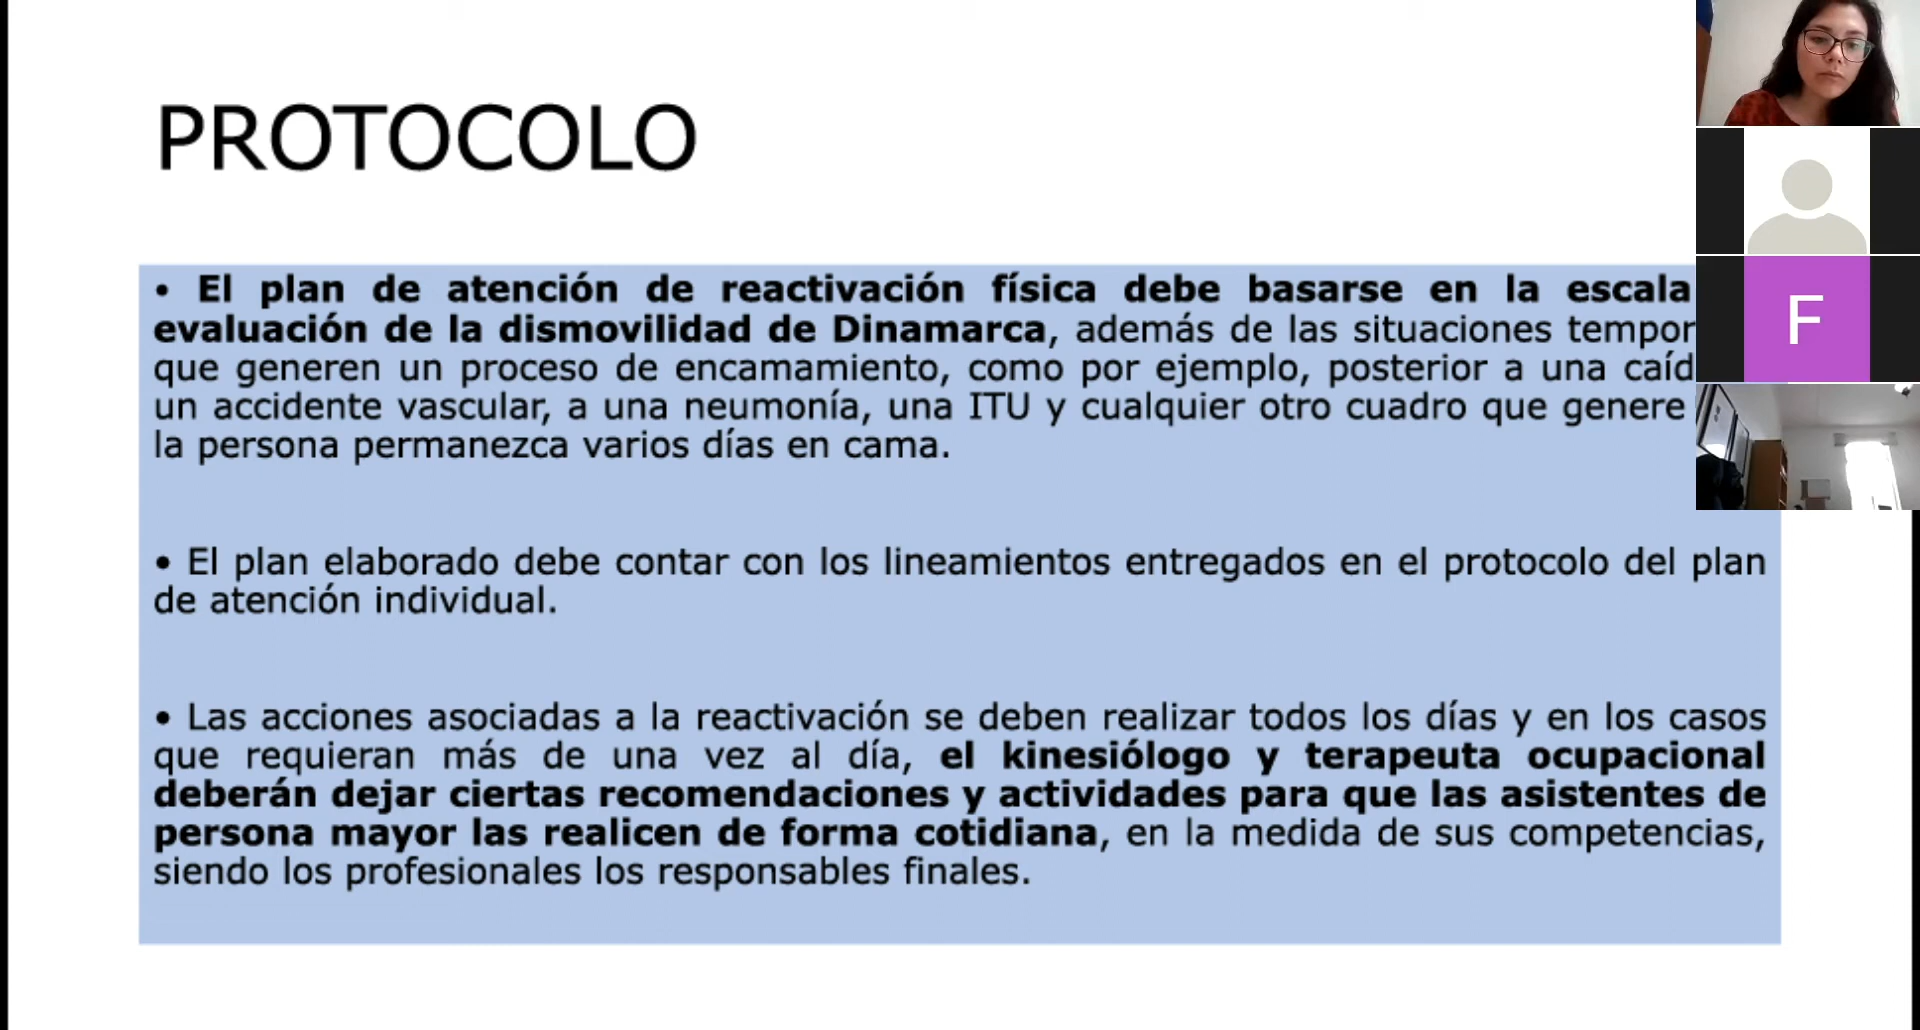 PROTOCOLO
• El plan de atención de reactivación física debe basarse en la escala
evaluación de la dismovilidad de Dinamarca, además de las situaciones
que generen un proceso de encamamiento, como por ejemplo, posterior a una
un accidente vascular, a una neumonía, una ITU y cualquier otro cuadro que genere
la persona permanezca varios días en cama.
• El plan elaborado debe contar con los lineamientos entregados en el protocolo del plan
de atención individual.
• Las acciones asociadas a la reactivación se deben realizar todos los días y en los casos
que requieran más de una vez al día, el kinesiólogo y terapeuta ocupacional
deberán dejar ciertas recomendaciones y actividades para que las asistentes de
persona mayor las realicen de forma cotidiana, en la medida de sus competencias,
siendo los profesionales los responsables finales.
F